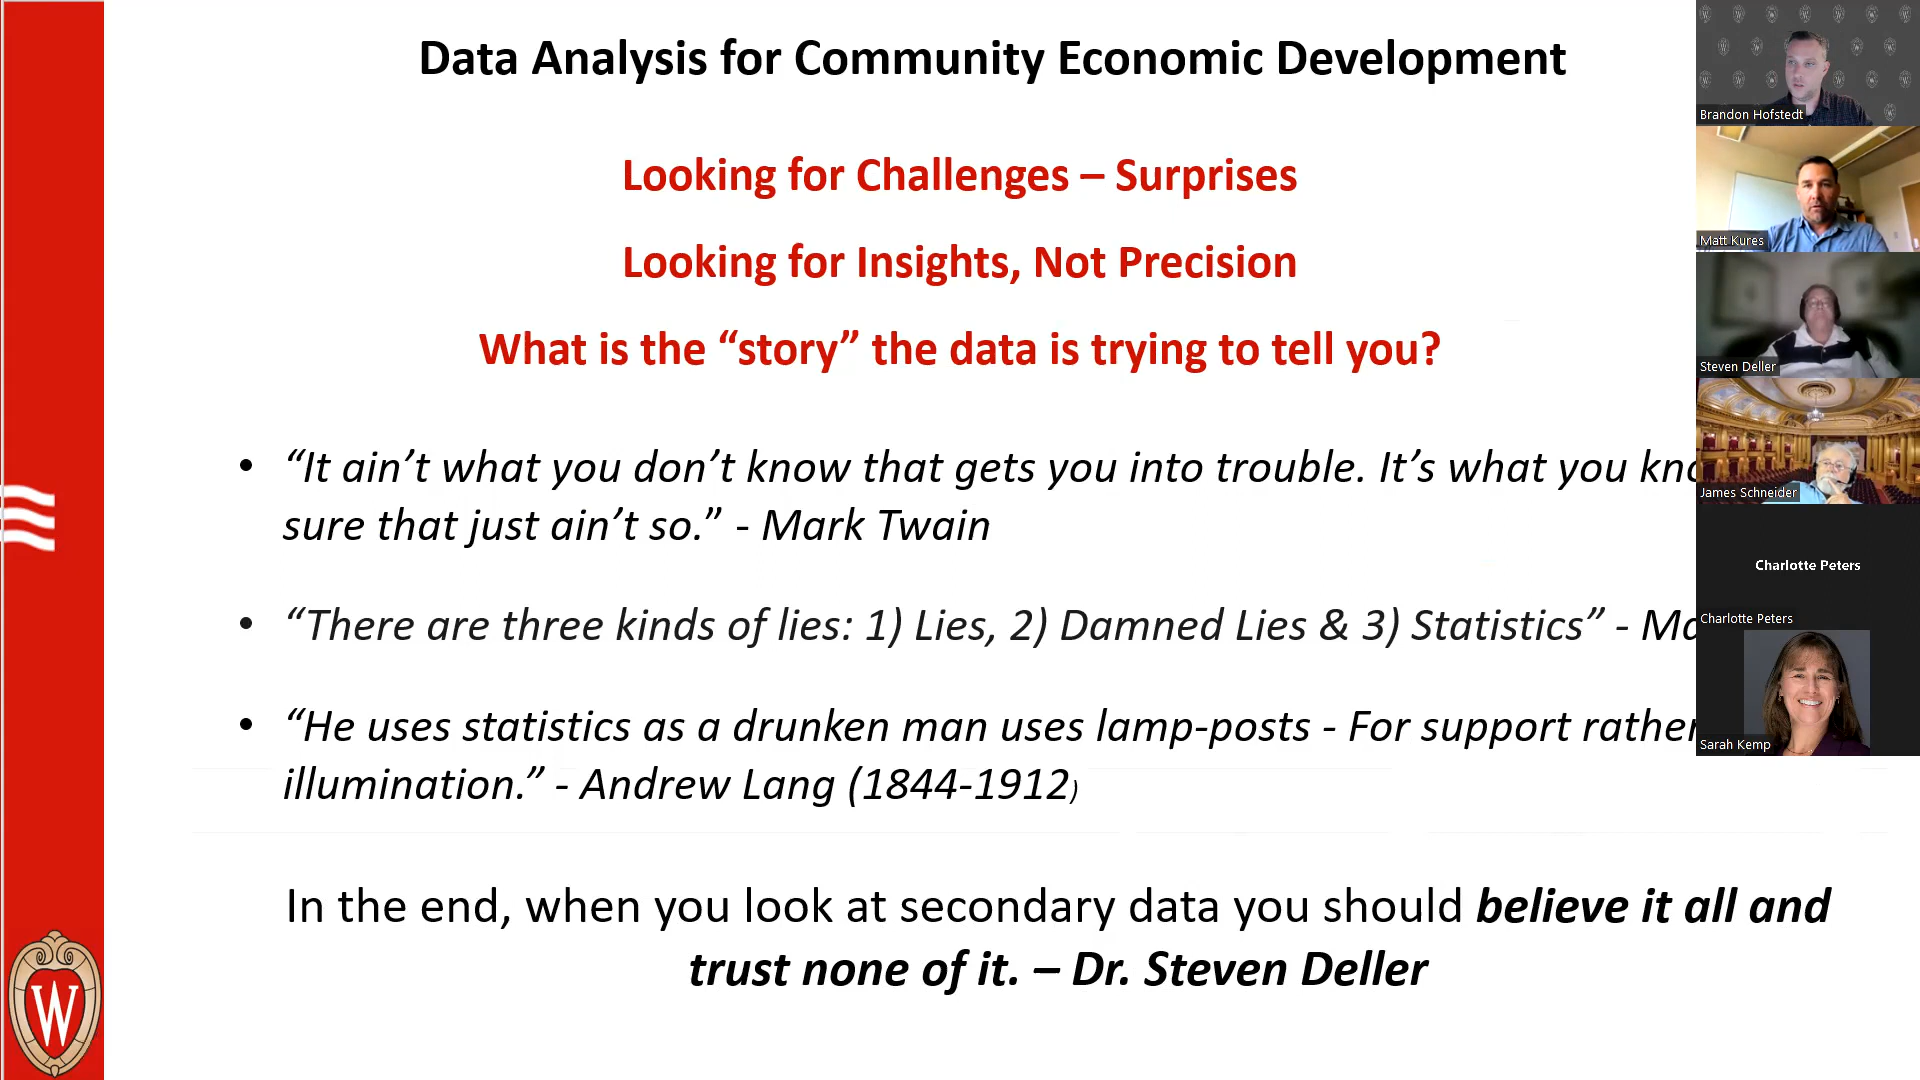 Data Analysis for Community Economic Development
Looking for Challenges – Surprises
Looking for Insights, Not Precision
What is the “story” the data is trying to tell you?
• “It ain’t what you don’t know that gets you into trouble. It’s what you
sure that just ain’t so.” - Mark Twain
• “There are three kinds of lies: 1) Lies, 2) Damned Lies & 3) Statistics” -
• “He uses statistics as a drunken man uses lamp-posts - For support rather
illumination.” - Andrew Lang (1844-1912)
In the end, when you look at secondary data you should believe it all and
trust none of it. – Dr. Steven Deller
W
Brandon Hofstedt
Matt Kures
Steven Deller
James Schneider
Charlotte Peters
Charlotte Peters
Sarah Kemp